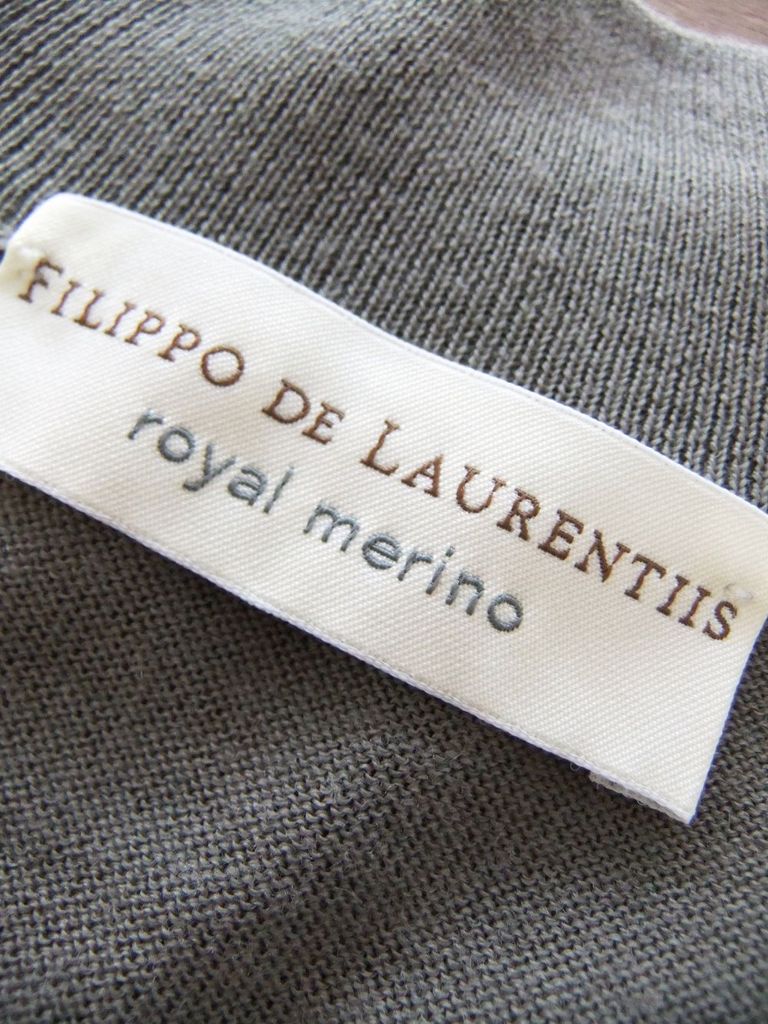 FILIPPO DE LAURENTIIS
royal merino